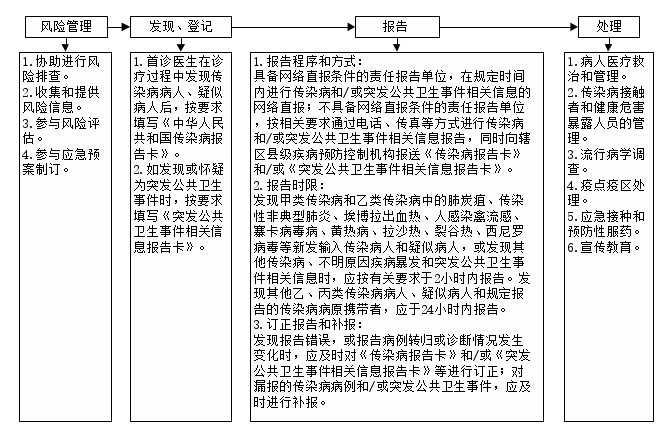 风险管理
发现、登记
报告
处理
1.协助进行风
险排查。
2.收集和提供
风险信息。
3.参与风险评
估。
4.参与应急预
案制订。
1.首诊医生在诊
疗过程中发现传
染病病人、疑似
病人后，按要求
填写《中华人民
共和国传染病报
告卡》。
2.如发现或怀疑
为突发公共卫生
事件时，按要求
填写《突发公共
卫生事件相关信
息报告卡》。
1.报告程序和方式：
具备网络直报条件的责任报告单位，在规定时间
内进行传染病和/或突发公共卫生事件相关信息的
网络直报；不具备网络直报条件的责任报告单位
，按相关要求通过电话、传真等方式进行传染病
和/或突发公共卫生事件相关信息报告，同时向辖
区县级疾病预防控制机构报送《传染病报告卡》
和/或《突发公共卫生事件相关信息报告卡》。
2.报告时限：
发现甲类传染病和乙类传染病中的肺炭疽、传染
性非典型肺炎、埃博拉出血热、人感染禽流感、
寨卡病毒病、黄热病、拉沙热、裂谷热、西尼罗
病毒等新发输入传染病人和疑似病人，或发现其
他传染病、不明原因疾病暴发和突发公共卫生事
件相关信息时，应按有关要求于2小时内报告。发
现其他乙、丙类传染病病人、疑似病人和规定报告
的传染病病原携带者，应于24小时内报告。
3.订正报告和补报：
发现报告错误，或报告病例转归或诊断情况发生
变化时，应及时对《传染病报告卡》和/或《突发
公共卫生事件相关信息报告卡》等进行订正；对
漏报的传染病病例和/或突发公共卫生事件，应及
时进行补报。
1.病人医疗救
治和管理。
2.传染病接触
者和健康危害
暴露人员的管
理。
3.流行病学调
查。
4.疫点疫区处
理。
5.应急接种和
预防性服药。
6.宣传教育。